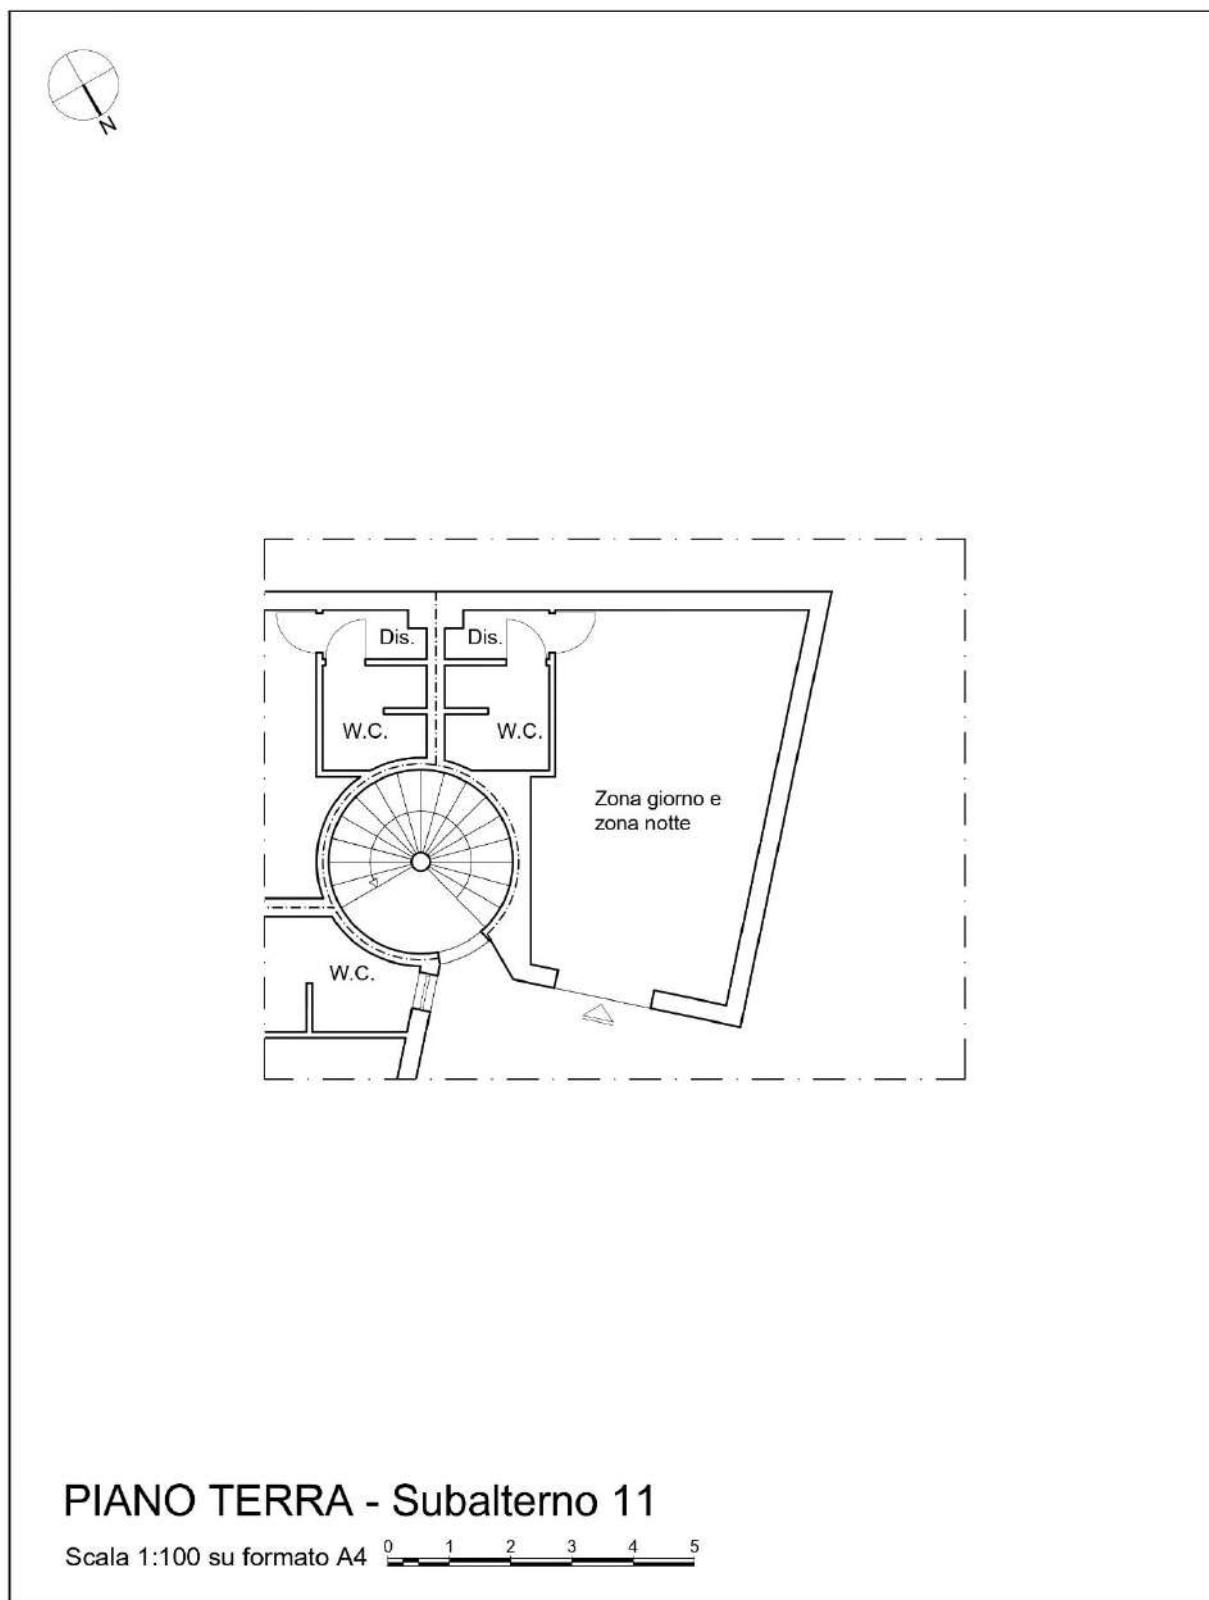 N
Dis.
Dis.
W.C.
W.C.
Zona giorno e
zona notte
W.C.
PIANO TERRA - Subalterno 11
Scala 1:100 su formato A4
0 1 2 3 4 5